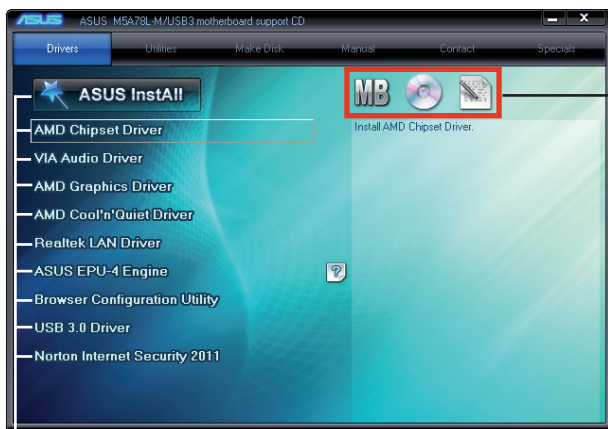 ASUS ASUS M5A78L-M/USB3 motherboard support CD
Drivers Utilities Make Disk Manual Contact Specials
ASUS InstAll
MB
AMD Chipset Driver
Install AMD Chipset Driver.
VIA Audio Driver
AMD Graphics Driver
AMD Cool'n'Quiet Driver
Realtek LAN Driver
ASUS EPU-4 Engine
?
Browser Configuration Utility
USB 3.0 Driver
Norton Internet Security 2011